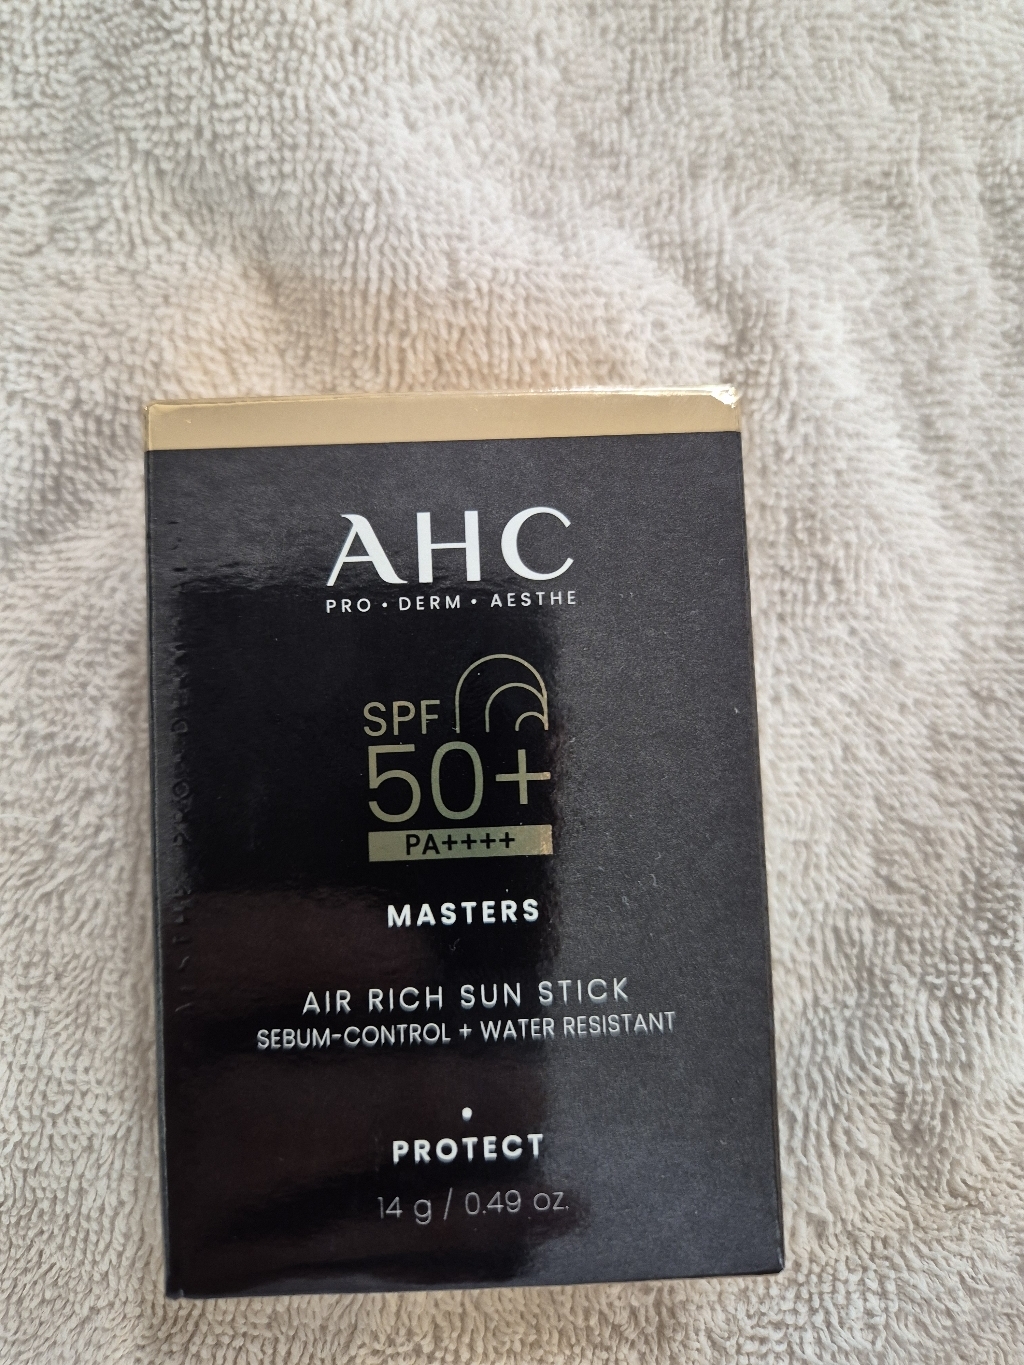 AHC
PRO • DERM • AESTHE
SPF
50+
PA++++
MASTERS
AIR RICH SUN STICK
SEBUM-CONTROL + WATER RESISTANT
PROTECT
14 g / 0.49 oz.